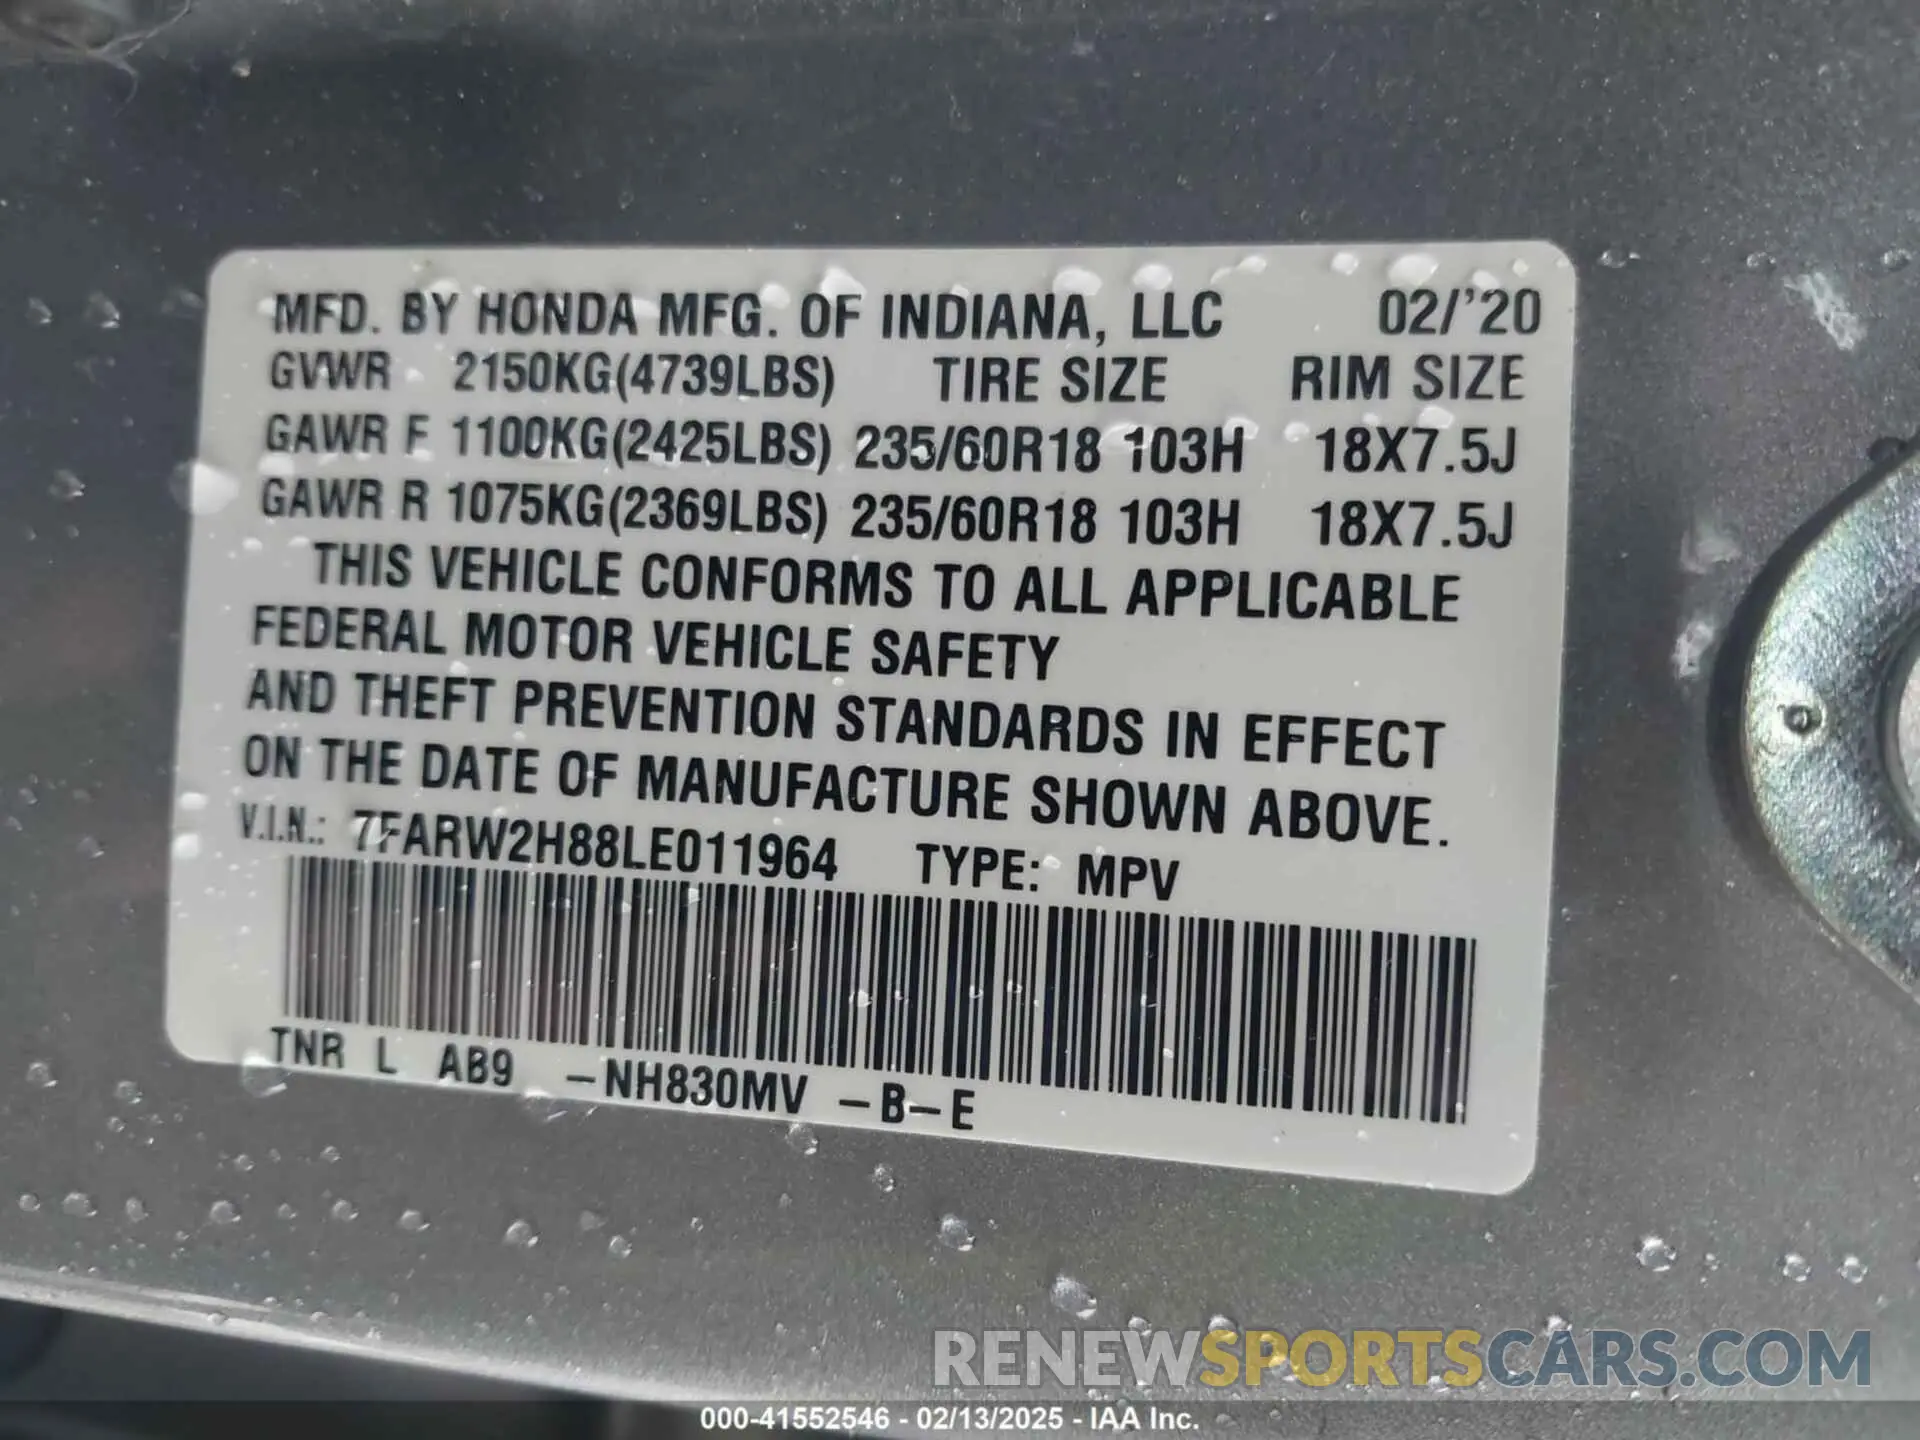 MFD. BY HONDA MFG. OF INDIANA, LLC 02/'20
GVWR 2150KG(4739LBS) TIRE SIZE RIM SIZE
GAWR F 1100KG(2425LBS) 235/60R18 103H 18X7.5J
GAWR R 1075KG(2369LBS) 235/60R18 103H 18X7.5J
THIS VEHICLE CONFORMS TO ALL APPLICABLE
FEDERAL MOTOR VEHICLE SAFETY
AND THEFT PREVENTION STANDARDS IN EFFECT
ON THE DATE OF MANUFACTURE SHOWN ABOVE.
V.I.N.: 7FARW2H88LE011964 TYPE: MPV
TNR L AB9 -NH830MV -B-E
RENEWSPORTSCARS.COM
000-41552546 - 02/13/2025 - IAA Inc.